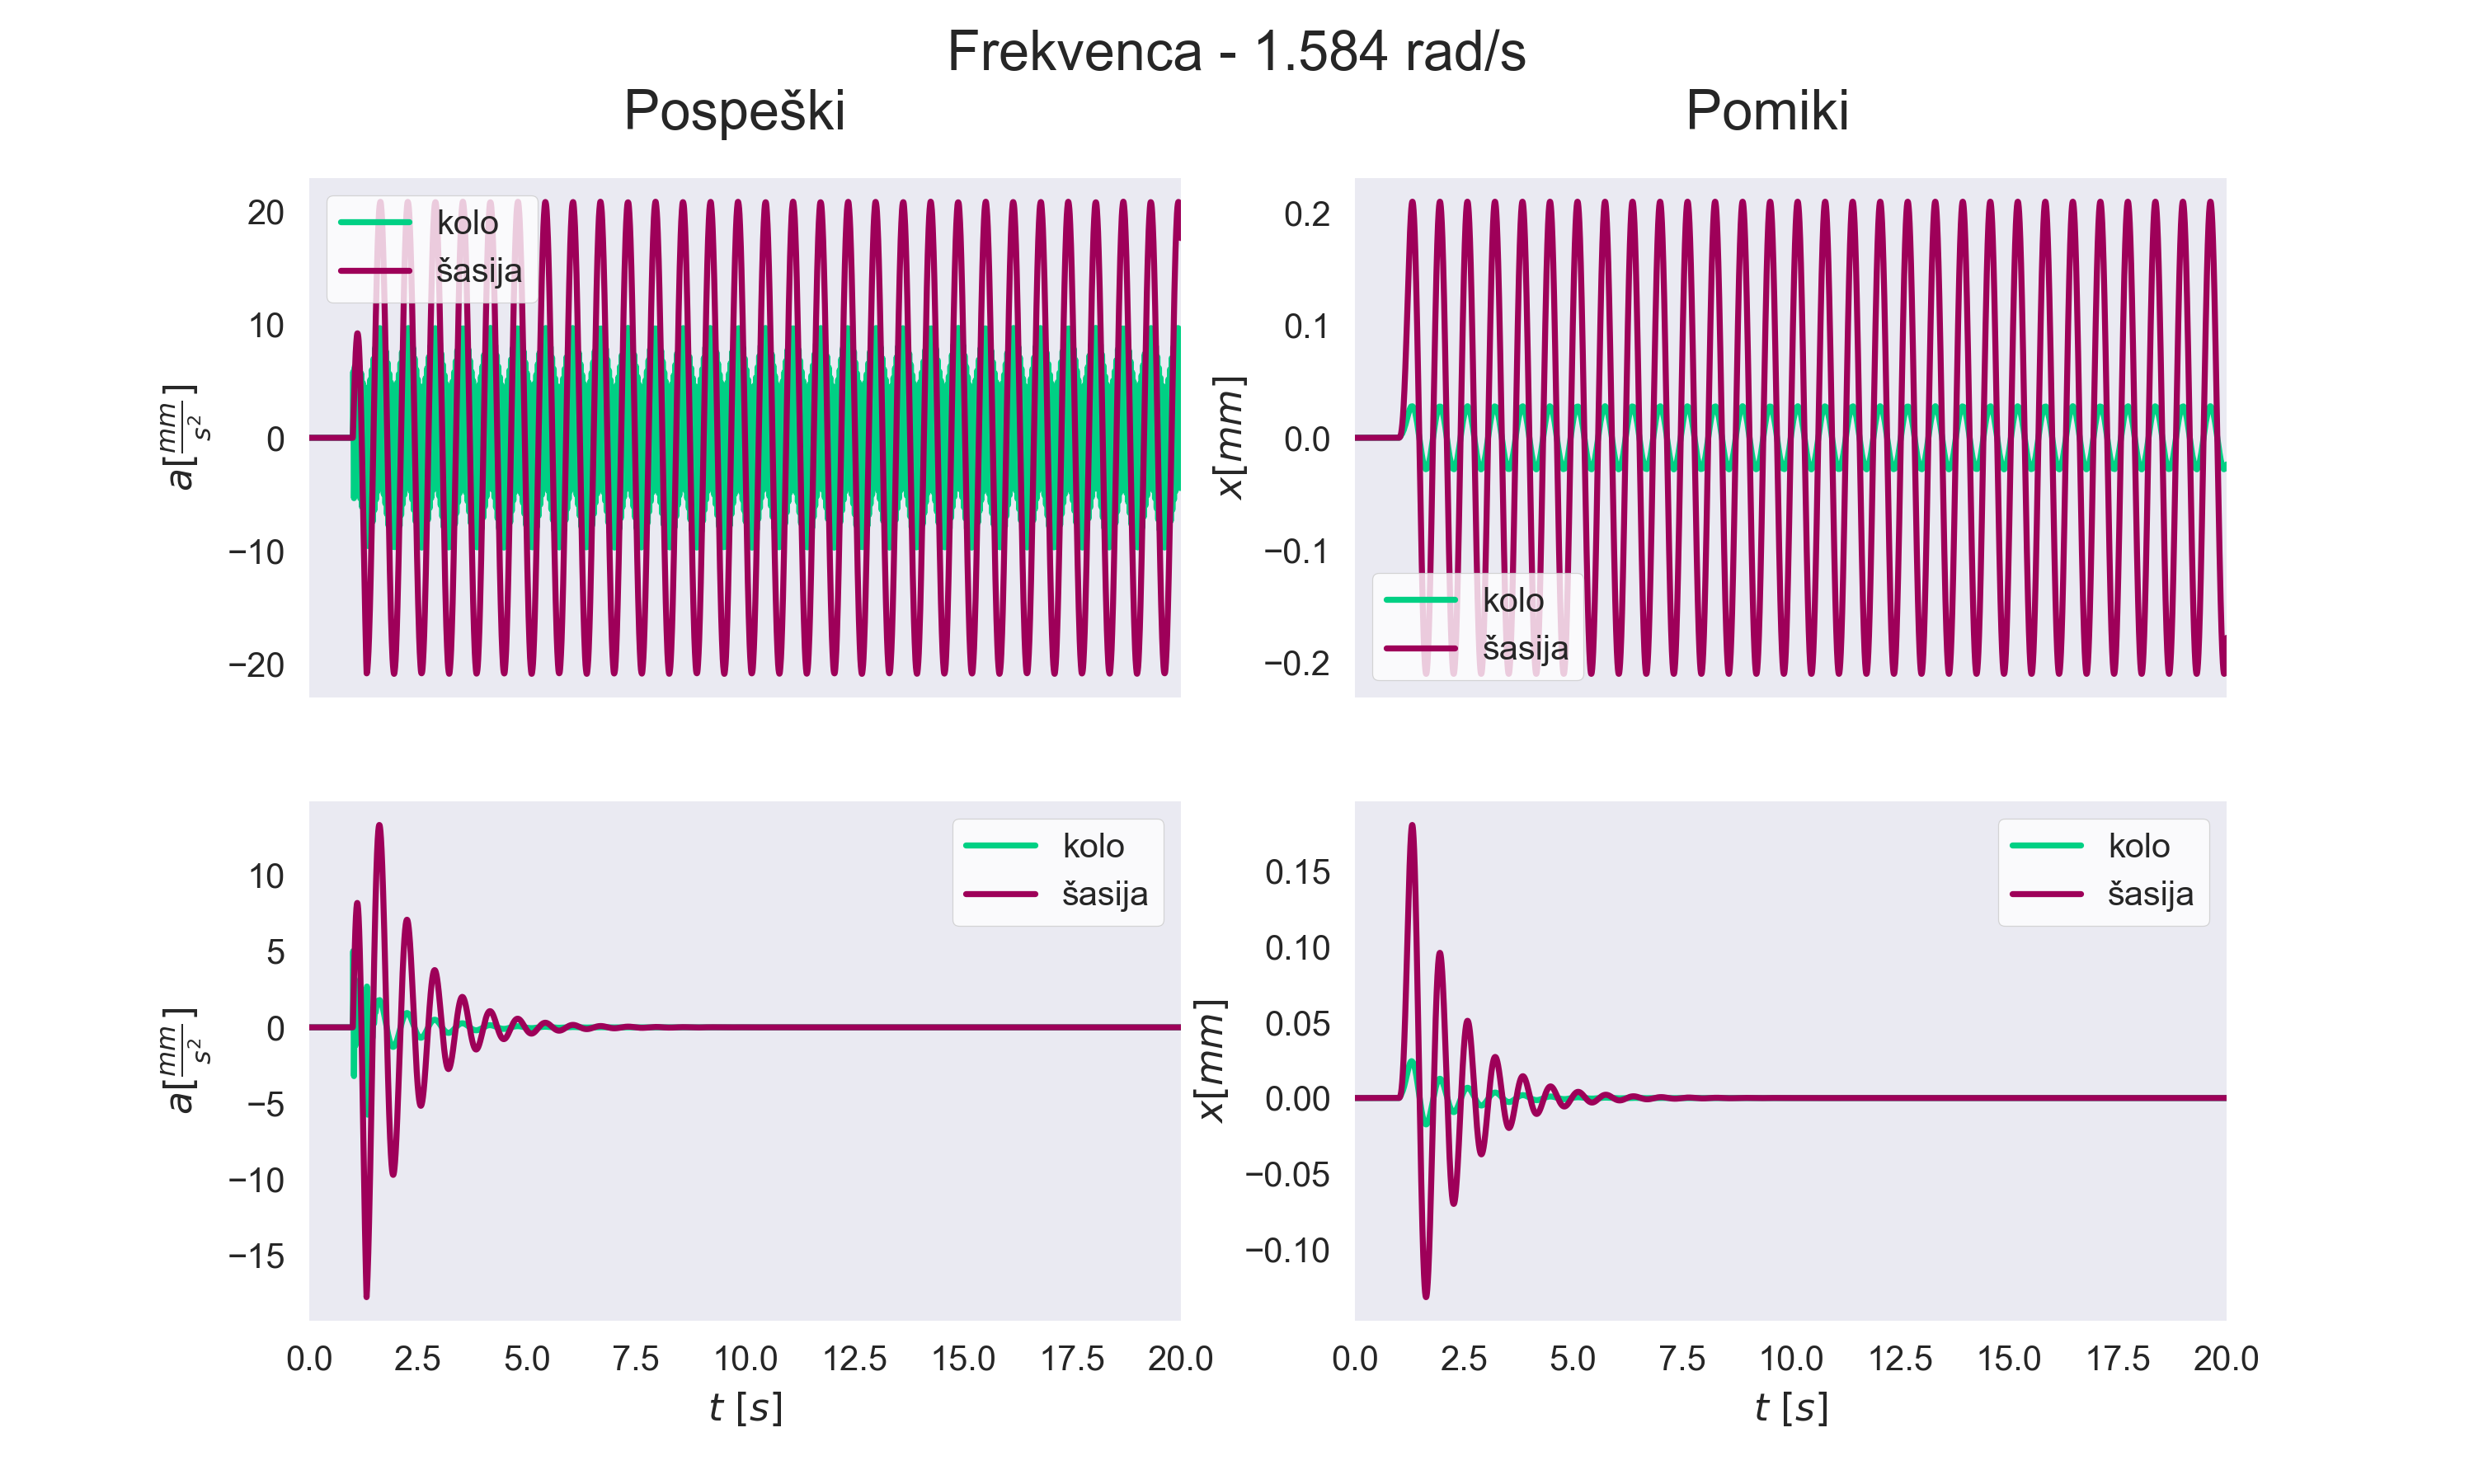 Frekvenca - 1.584 rad/s
Pospeški
Pomiki
20
10
0
−10
−20
a[mm/s²]
kolo
šasija
0.2
0.1
0.0
−0.1
−0.2
x[mm]
kolo
šasija
10
5
0
−5
−10
−15
a[mm/s²]
kolo
šasija
0.0 2.5 5.0 7.5 10.0 12.5 15.0 17.5 20.0
t [s]
0.15
0.10
0.05
0.00
−0.05
−0.10
x[mm]
kolo
šasija
0.0 2.5 5.0 7.5 10.0 12.5 15.0 17.5 20.0
t [s]